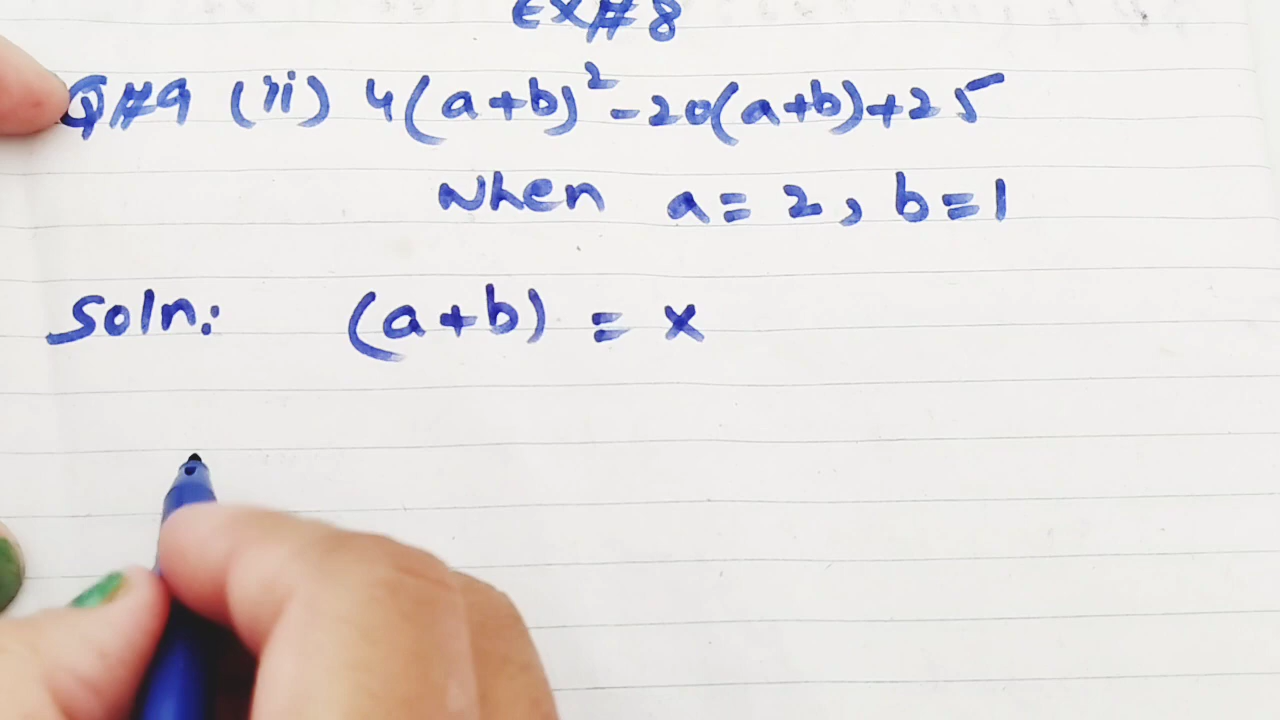 Ex#8
Q#9 (ii) 4(a+b)²-20(a+b)+25
When a=2, b=1
Soln: (a+b) = x